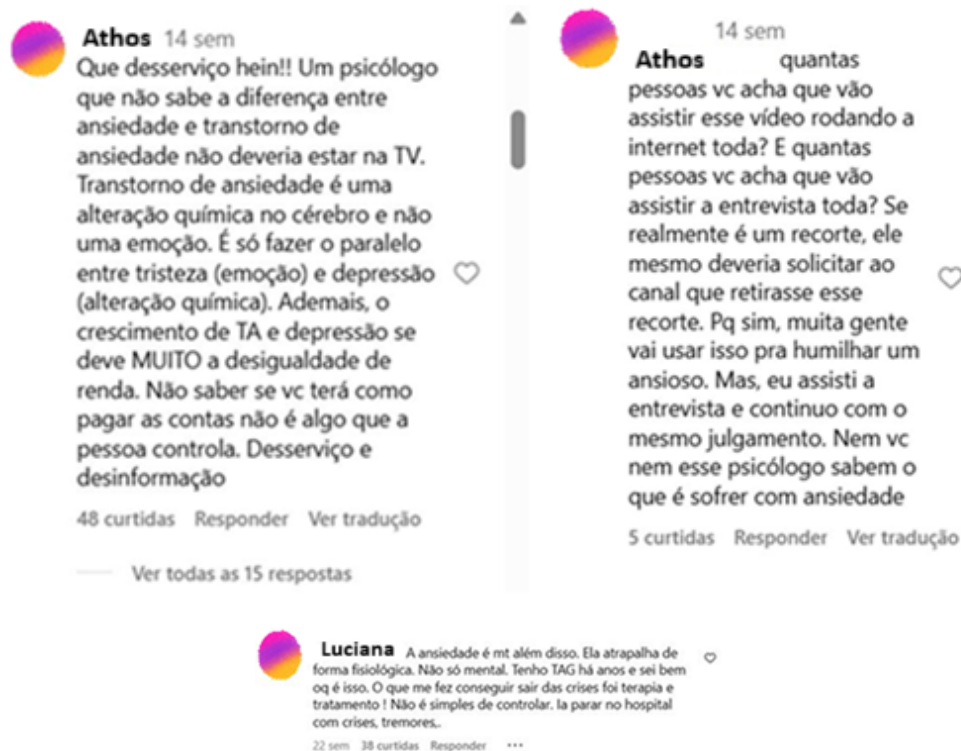 Athos 14 sem
Que desserviço hein!! Um psicólogo
que não sabe a diferença entre
ansiedade e transtorno de
ansiedade não deveria estar na TV.
Transtorno de ansiedade é uma
alteração química no cérebro e não
uma emoção. É só fazer o paralelo
entre tristeza (emoção) e depressão
(alteração química). Ademais, o
crescimento de TA e depressão se
deve MUITO a desigualdade de
renda. Não saber se vc terá como
pagar as contas não é algo que a
pessoa controla. Desserviço e
desinformação
48 curtidas Responder Ver tradução
Ver todas as 15 respostas
14 sem
Athos quantas
pessoas vc acha que vão
assistir esse vídeo rodando a
internet toda? E quantas
pessoas vc acha que vão
assistir a entrevista toda? Se
realmente é um recorte, ele
mesmo deveria solicitar ao
canal que retirasse esse
recorte. Pq sim, muita gente
vai usar isso pra humilhar um
ansioso. Mas, eu assisti a
entrevista e continuo com o
mesmo julgamento. Nem vc
nem esse psicólogo sabem o
que é sofrer com ansiedade
5 curtidas Responder Ver tradução
Luciana A ansiedade é mt além disso. Ela atrapalha de
forma fisiológica. Não só mental. Tenho TAG há anos e sei bem
oq é isso. O que me fez conseguir sair das crises foi terapia e
tratamento ! Não é simples de controlar. Ia parar no hospital
com crises, tremores,.
22 sem 38 curtidas Responder ...